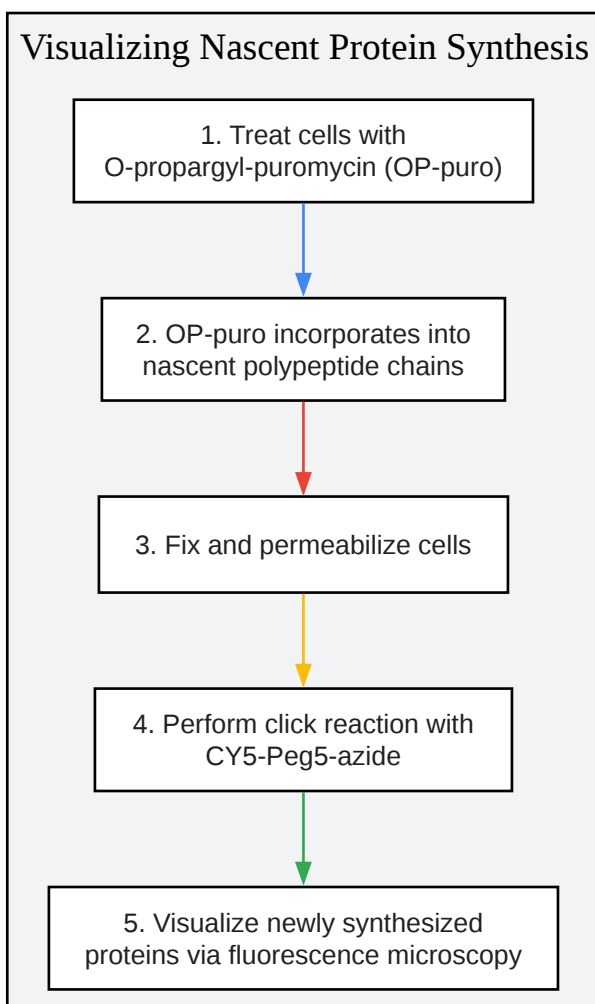 Visualizing Nascent Protein Synthesis
1. Treat cells with
O-propargyl-puromycin (OP-puro)
2. OP-puro incorporates into
nascent polypeptide chains
3. Fix and permeabilize cells
4. Perform click reaction with
CY5-Peg5-azide
5. Visualize newly synthesized
proteins via fluorescence microscopy